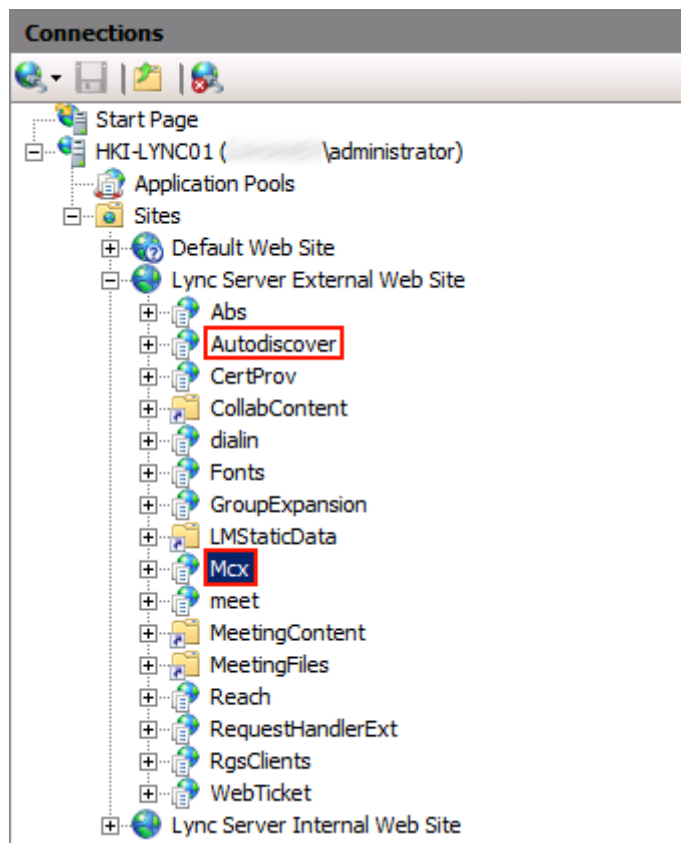 Connections
Start Page
HKI-LYNC01 ( \administrator)
Application Pools
Sites
Default Web Site
Lync Server External Web Site
Abs
Autodiscover
CertProv
CollabContent
dialin
Fonts
GroupExpansion
LMStaticData
Mcx
meet
MeetingContent
MeetingFiles
Reach
RequestHandlerExt
RgsClients
WebTicket
Lync Server Internal Web Site